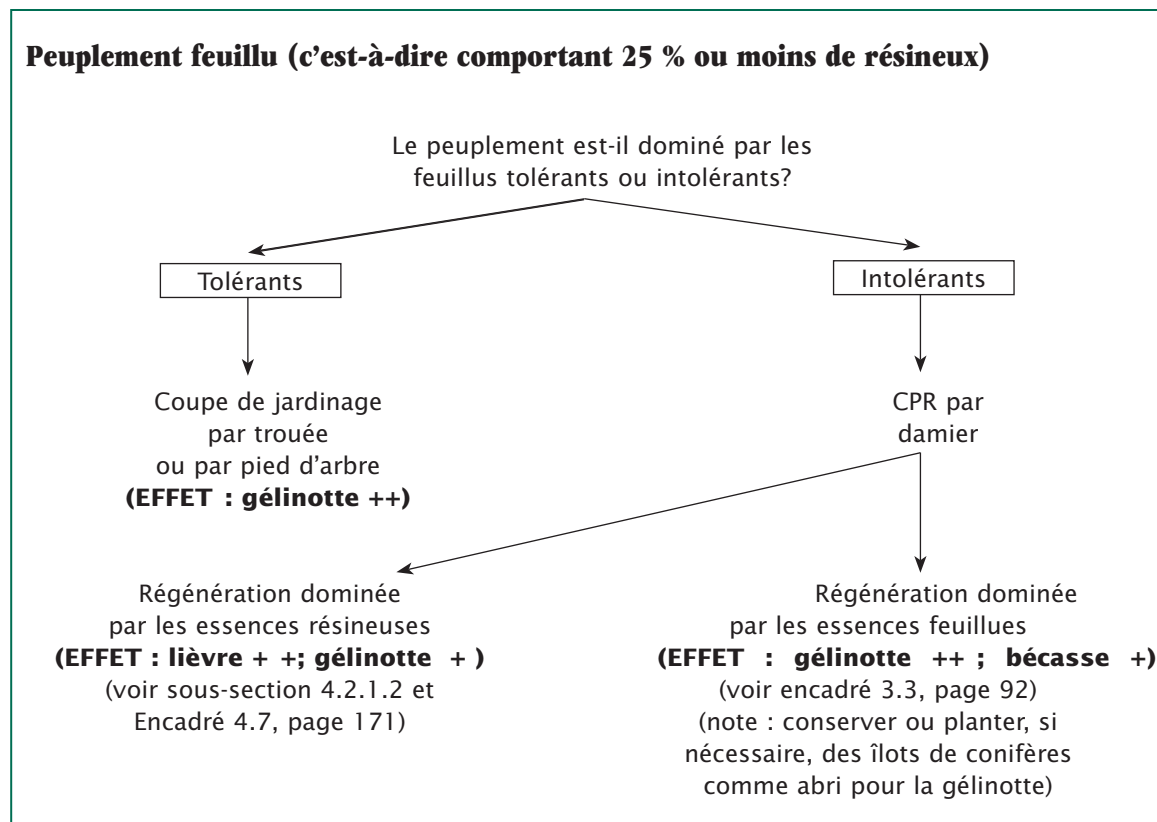 Peuplement feuillu (c'est-à-dire comportant 25 % ou moins de résineux)
Le peuplement est-il dominé par les
feuillus tolérants ou intolérants?
Tolérants
Intolérants
Coupe de jardinage
par trouée
ou par pied d'arbre
(EFFET : gélinotte ++)
CPR par
damier
Régénération dominée
par les essences résineuses
(EFFET : lièvre + +; gélinotte + )
(voir sous-section 4.2.1.2 et
Encadré 4.7, page 171)
Régénération dominée
par les essences feuillues
(EFFET : gélinotte ++ ; bécasse +)
(voir encadré 3.3, page 92)
(note : conserver ou planter, si
nécessaire, des îlots de conifères
comme abri pour la gélinotte)